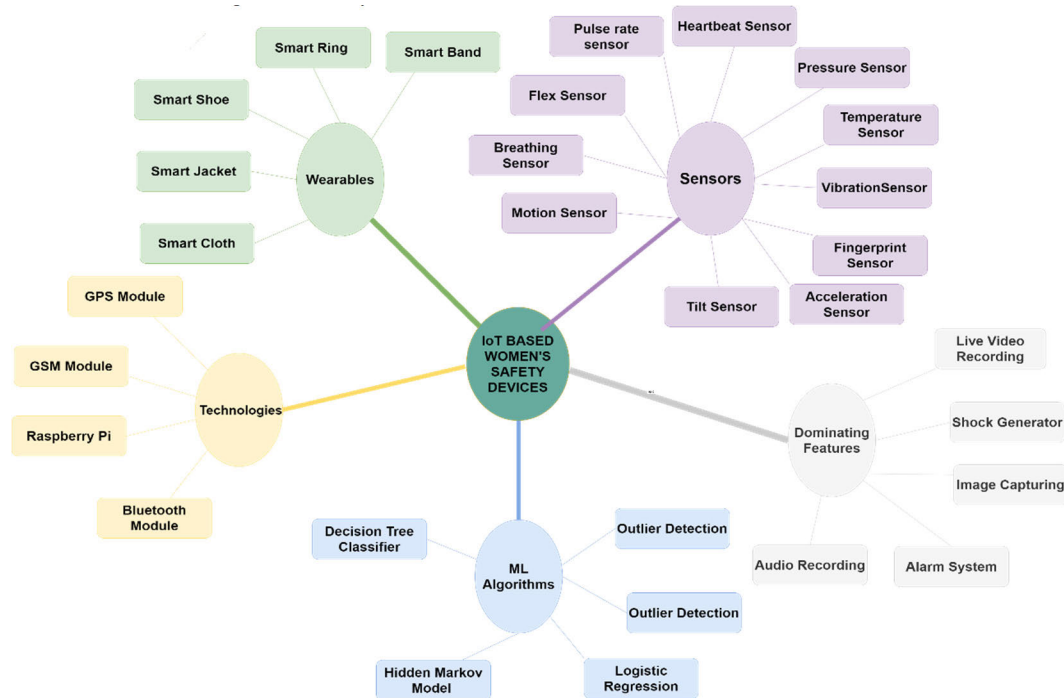 Smart Ring
Smart Band
Smart Shoe
Smart Jacket
Smart Cloth
Wearables
Pulse rate
sensor
Heartbeat Sensor
Pressure Sensor
Flex Sensor
Temperature
Sensor
Breathing
Sensor
Sensors
VibrationSensor
Motion Sensor
Fingerprint
Sensor
Tilt Sensor
Acceleration
Sensor
IoT BASED
WOMEN'S
SAFETY
DEVICES
GPS Module
GSM Module
Raspberry Pi
Bluetooth
Module
Technologies
Live Video
Recording
Shock Generator
Image Capturing
Alarm System
Audio Recording
Dominating
Features
Decision Tree
Classifier
Outlier Detection
ML
Algorithms
Outlier Detection
Hidden Markov
Model
Logistic
Regression